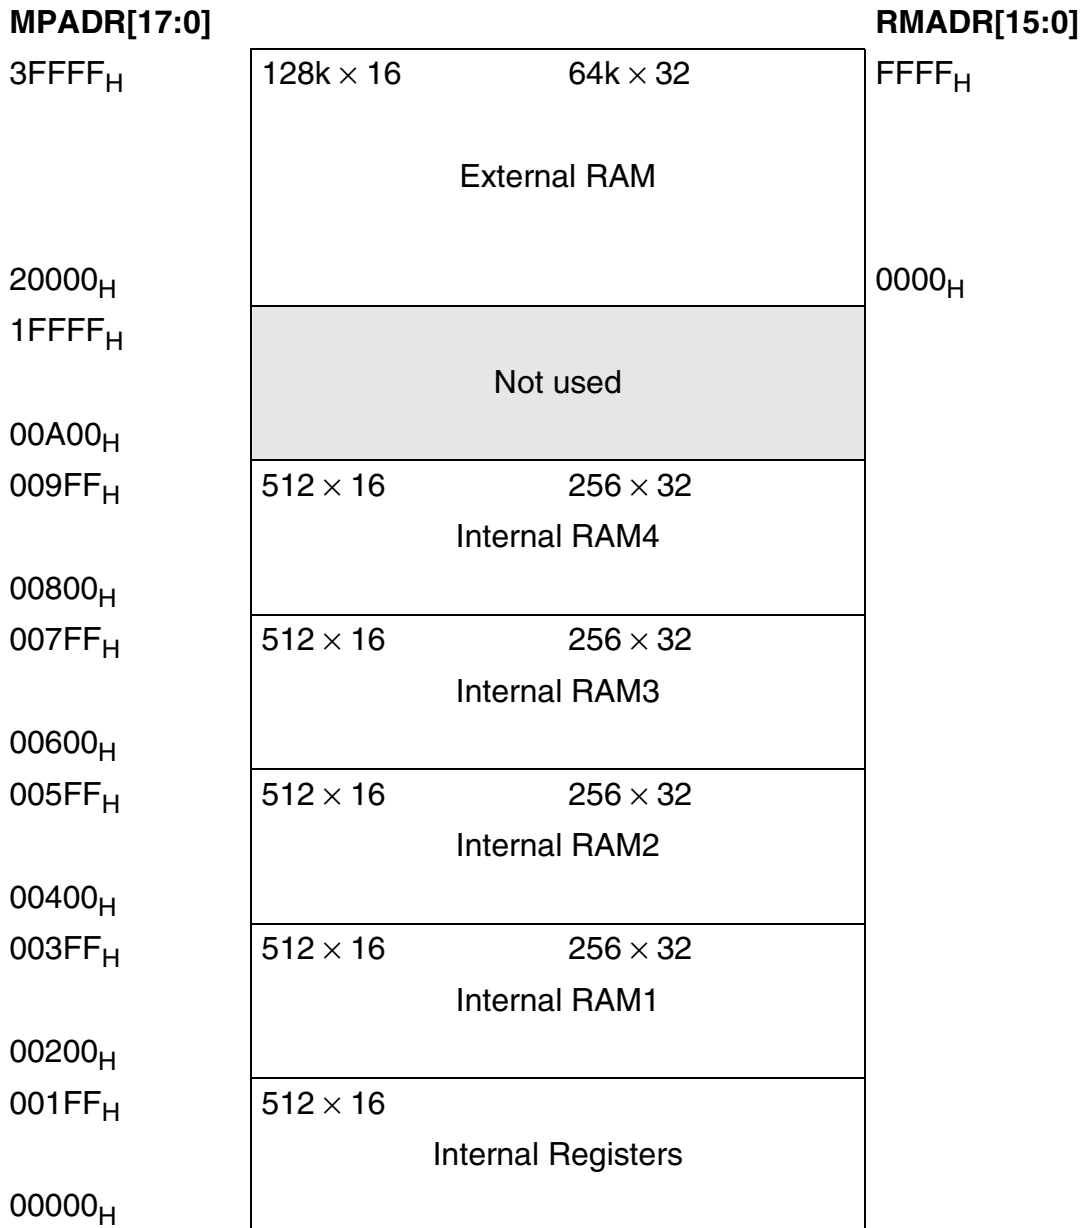 MPADR[17:0] RMADR[15:0]
3FFFFH 128k × 16 64k × 32 FFFFH
External RAM
20000H 0000H
1FFFFH
Not used
00A00H
009FFH 512 × 16 256 × 32
Internal RAM4
00800H
007FFH 512 × 16 256 × 32
Internal RAM3
00600H
005FFH 512 × 16 256 × 32
Internal RAM2
00400H
003FFH 512 × 16 256 × 32
Internal RAM1
00200H
001FFH 512 × 16
Internal Registers
00000H